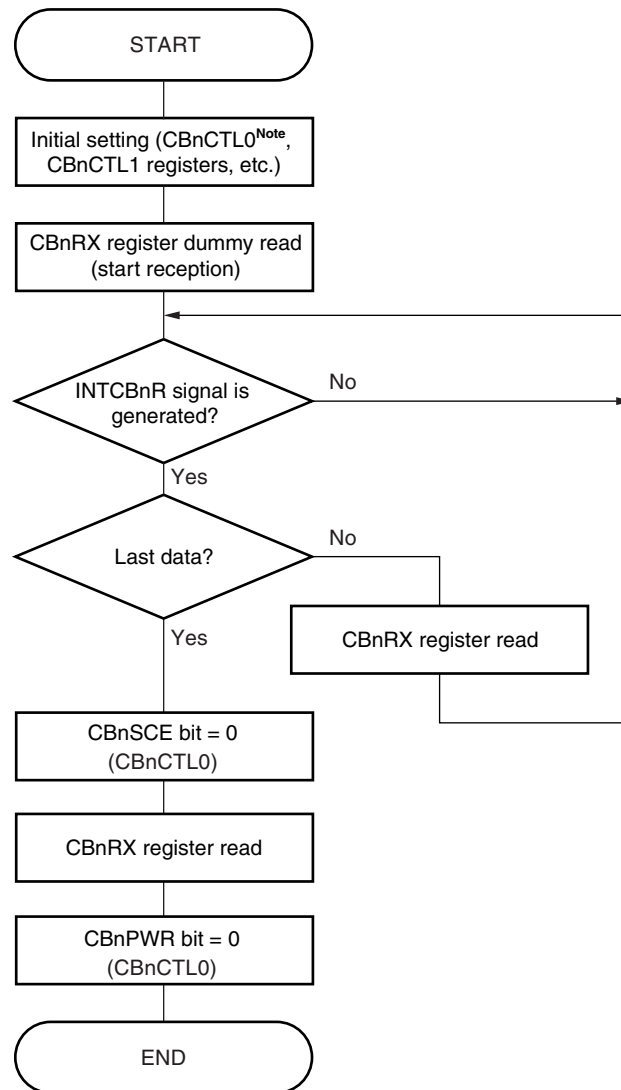 START
Initial setting (CBnCTL0Note,
CBnCTL1 registers, etc.)
CBnRX register dummy read
(start reception)
INTCBnR signal is
generated?
No
Yes
Last data?
No
Yes
CBnRX register read
CBnSCE bit = 0
(CBnCTL0)
CBnRX register read
CBnPWR bit = 0
(CBnCTL0)
END